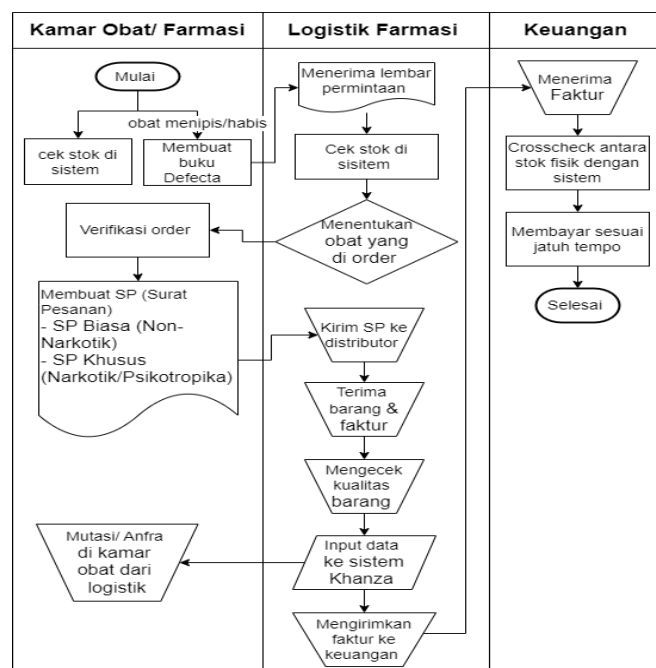 Kamar Obat/ Farmasi
Logistik Farmasi
Keuangan
Mulai
obat menipis/habis
cek stok di
sistem
Membuat
buku
Defecta
Menerima lembar
permintaan
Cek stok di
sisitem
Menentukan
obat yang
di order
Verifikasi order
Membuat SP (Surat
Pesanan)
- SP Biasa (Non-
Narkotik)
- SP Khusus
(Narkotik/Psikotropika)
Kirim SP ke
distributor
Terima
barang &
faktur
Mengecek
kualitas
barang
Input data
ke sistem
Khanza
Mutasi/ Anfra
di kamar
obat dari
logistik
Mengirimkan
faktur ke
keuangan
Menerima
Faktur
Crosscheck antara
stok fisik dengan
sistem
Membayar sesuai
jatuh tempo
Selesai